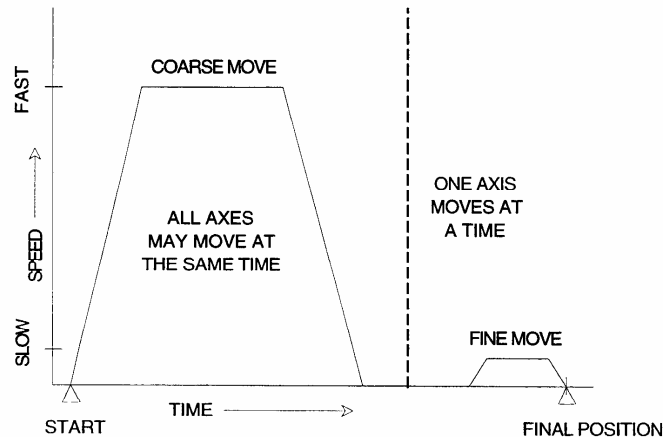 COARSE MOVE
FAST
ALL AXES
MAY MOVE AT
THE SAME TIME
ONE AXIS
MOVES AT
A TIME
SPEED
SLOW
FINE MOVE
START
TIME
FINAL POSITION